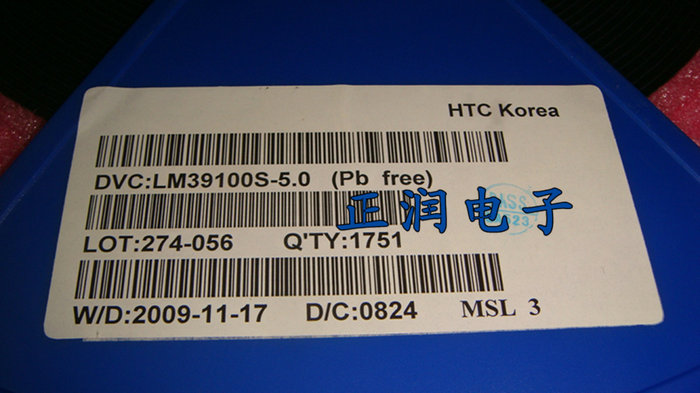 HTC Korea
DVC:LM39100S-5.0 (Pb free)
正润电子
PASS
LOT:274-056 Q'TY:1751
W/D:2009-11-17 D/C:0824 MSL 3